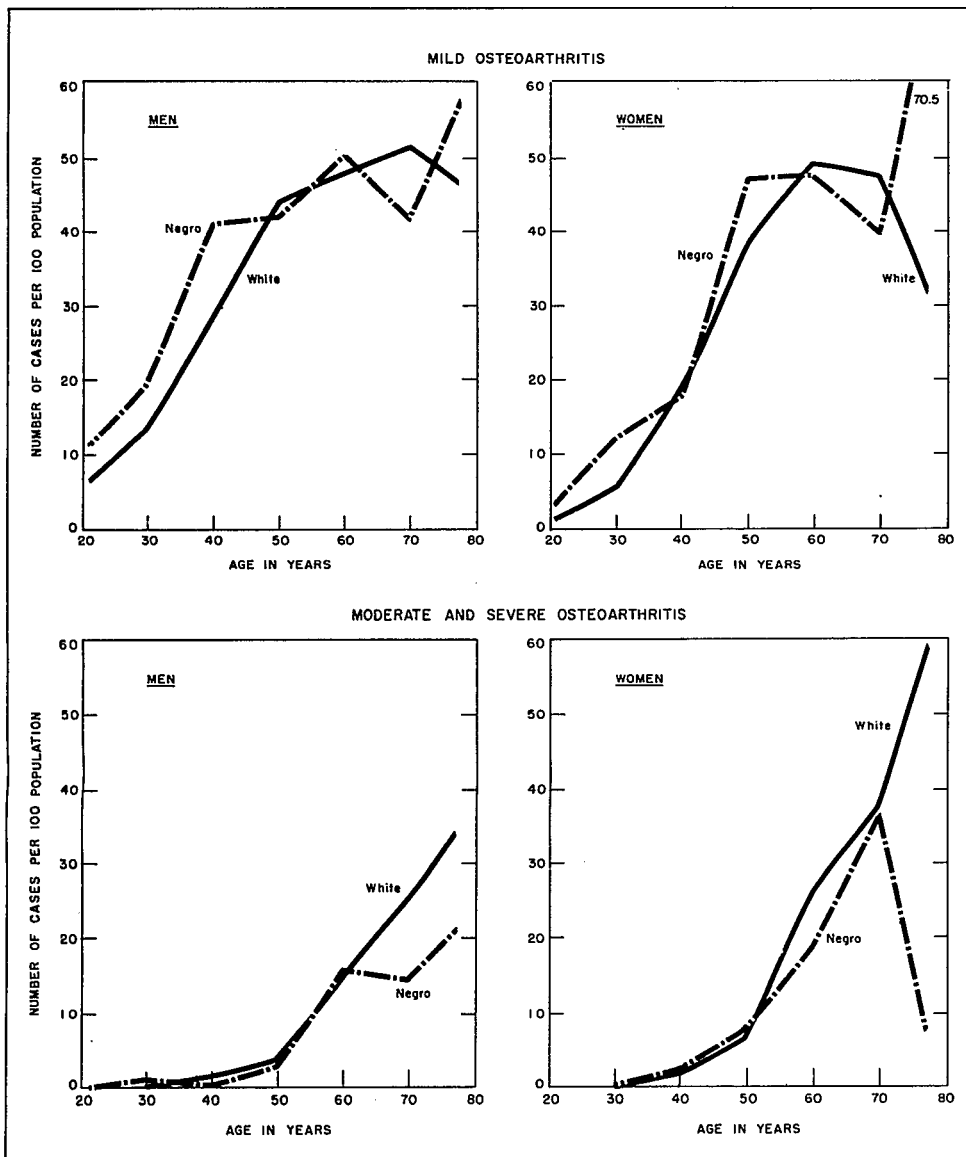 MILD OSTEOARTHRITIS
NUMBER OF CASES PER 100 POPULATION
60
50
40
30
20
10
0
MEN
Negro
White
20 30 40 50 60 70 80
AGE IN YEARS
60
50
40
30
20
10
0
WOMEN
70.5
Negro
White
20 30 40 50 60 70 80
AGE IN YEARS
MODERATE AND SEVERE OSTEOARTHRITIS
NUMBER OF CASES PER 100 POPULATION
60
50
40
30
20
10
0
MEN
White
Negro
20 30 40 50 60 70 80
AGE IN YEARS
60
50
40
30
20
10
0
WOMEN
White
Negro
20 30 40 50 60 70 80
AGE IN YEARS